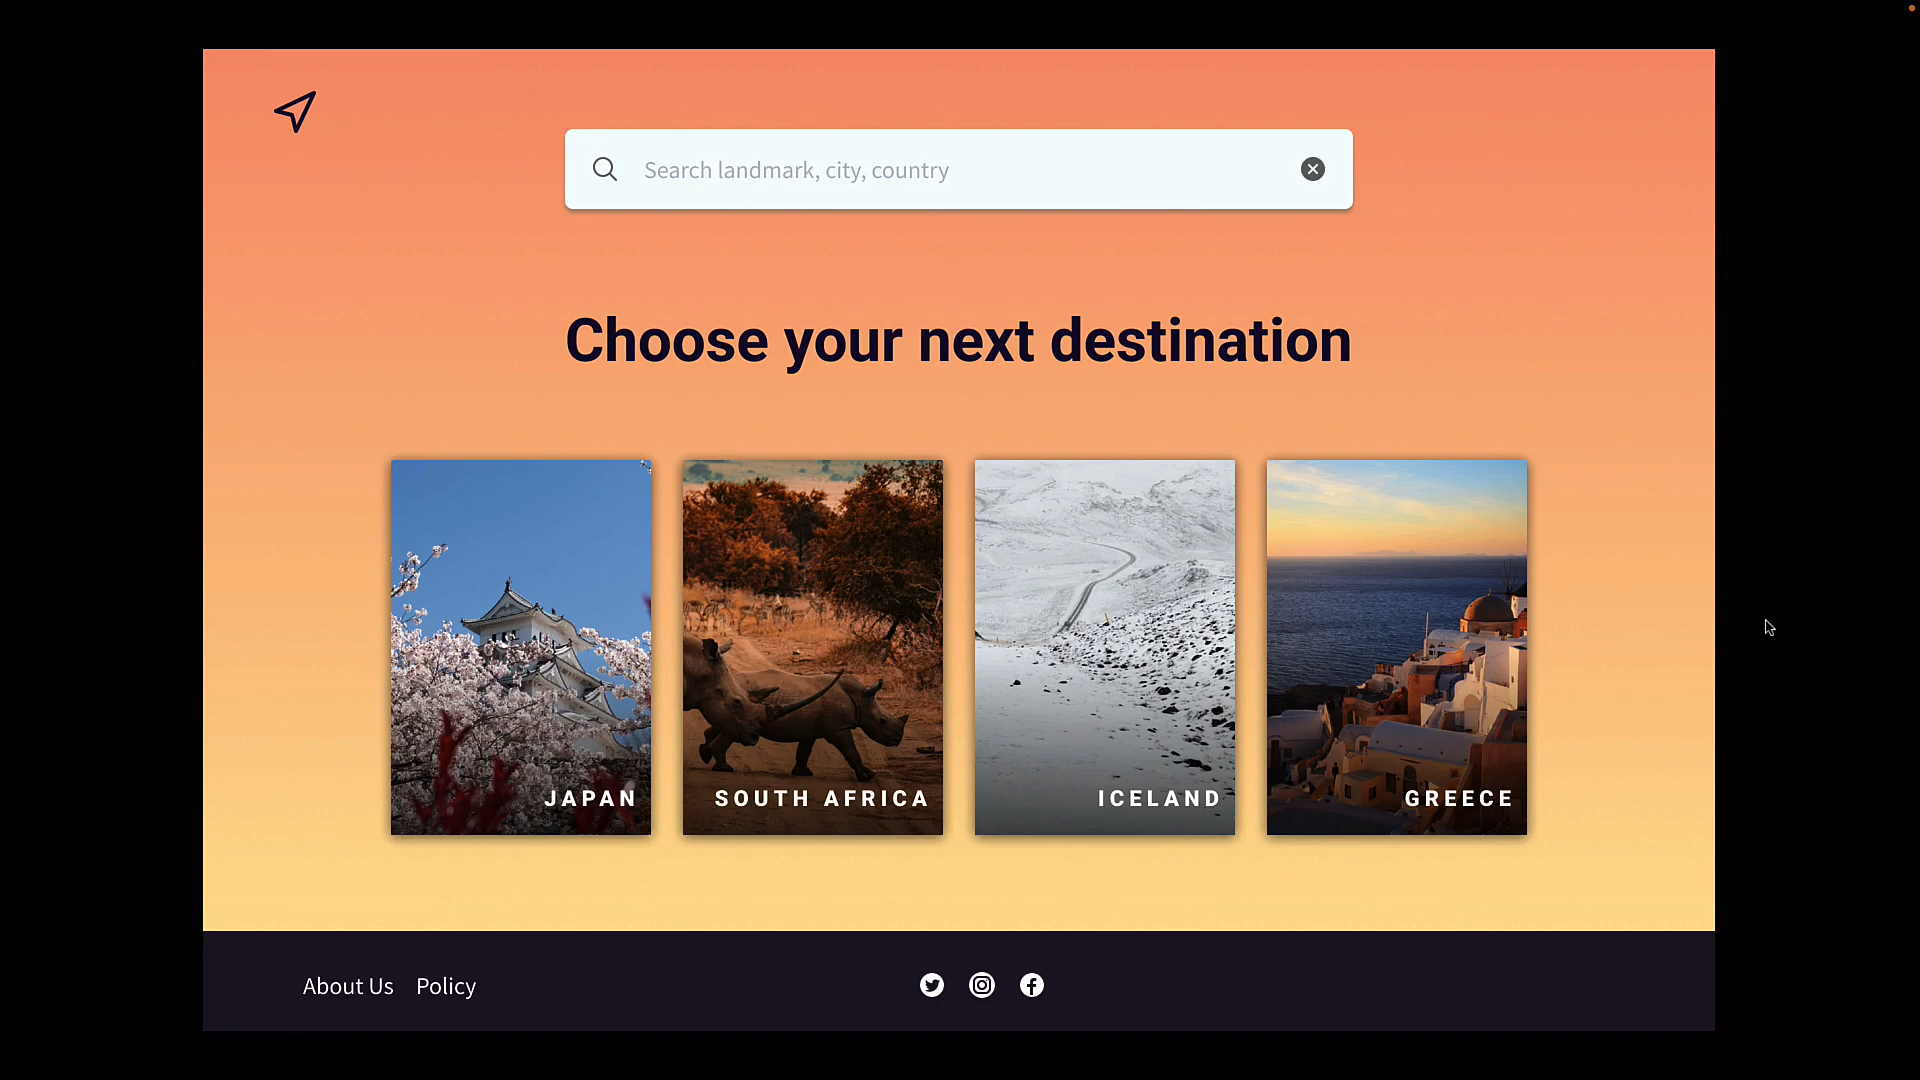 Search landmark, city, country
Choose your next destination
JAPAN
SOUTH AFRICA
ICELAND
GREECE
About Us
Policy